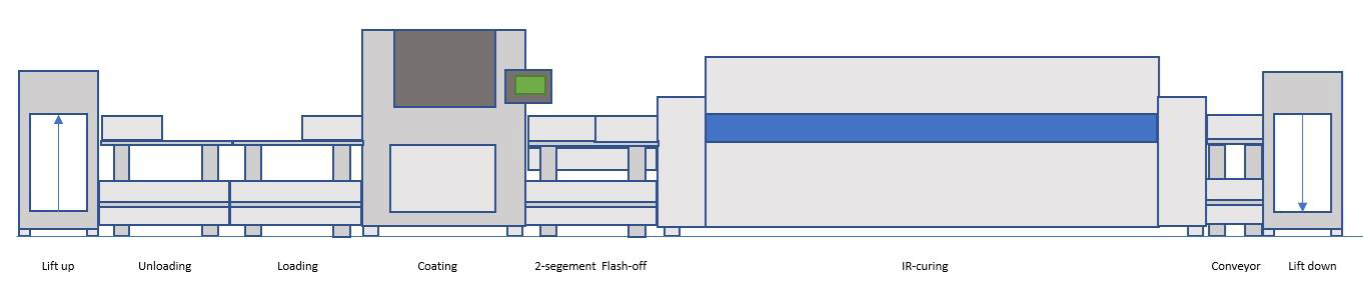 Lift up Unloading Loading Coating 2-segement Flash-off IR-curing Conveyor Lift down